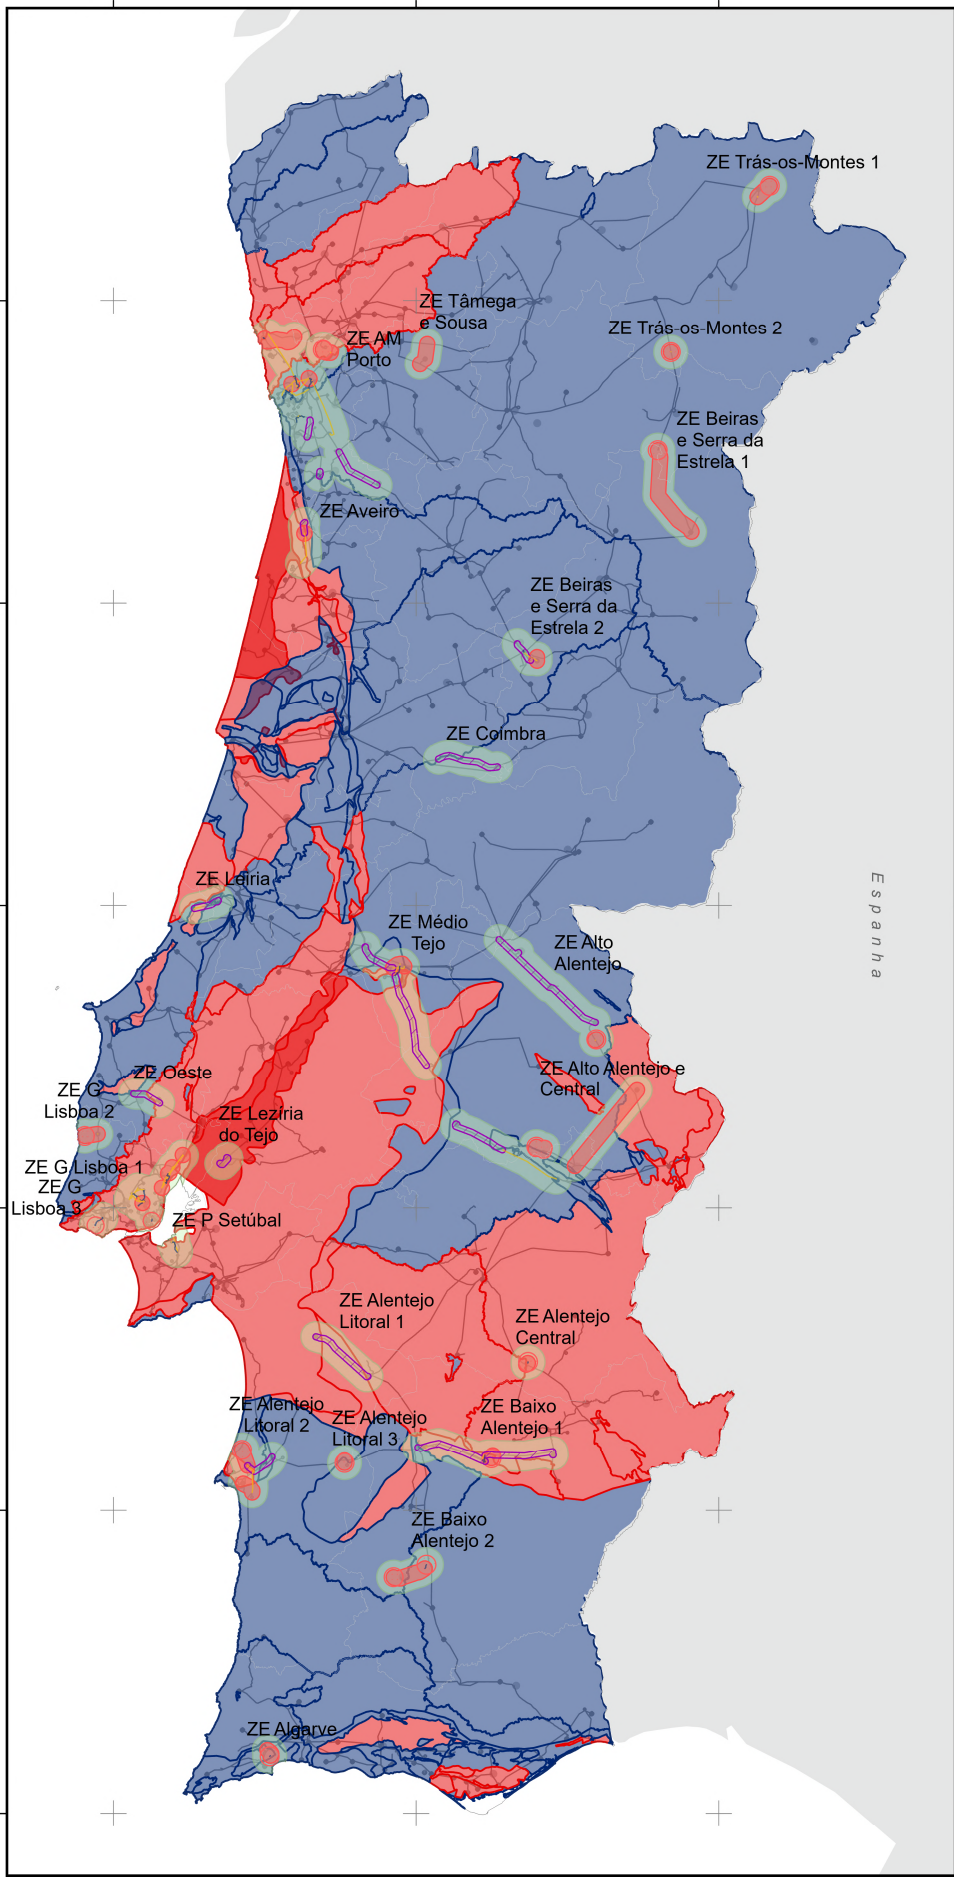 ZE Trás-os-Montes 1
ZE Tâmega
e Sousa
ZE Trás-os-Montes 2
ZE AM
Porto
ZE Beiras
e Serra da
Estrela 1
ZE Aveiro
ZE Beiras
e Serra da
Estrela 2
ZE Coimbra
ZE Leiria
Espanha
ZE Médio
Tejo
ZE Alto
Alentejo
ZE Alto Alentejo e
Central
ZE Oeste
ZE G
Lisboa 2
ZE Lezíria
do Tejo
ZE G Lisboa 1
ZE G
Lisboa 3
ZE P Setúbal
ZE Alentejo
Litoral 1
ZE Alentejo
Central
ZE Alentejo
Litoral 2
ZE Alentejo
Litoral 3
ZE Baixo
Alentejo 1
ZE Baixo
Alentejo 2
ZE Algarve